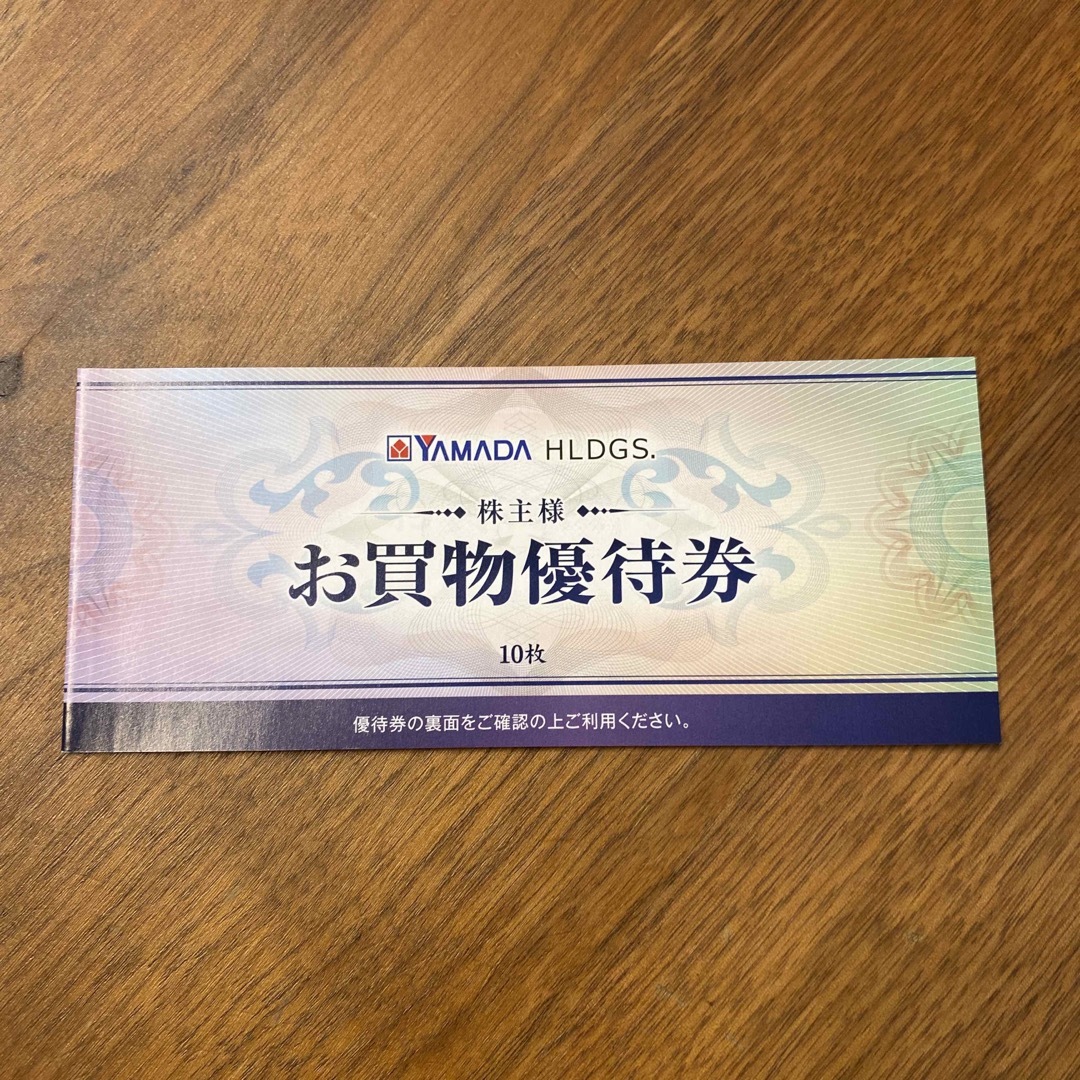 YAMADA HLDGS.
株主様
お買物優待券
10枚
優待券の裏面をご確認の上ご利用ください。